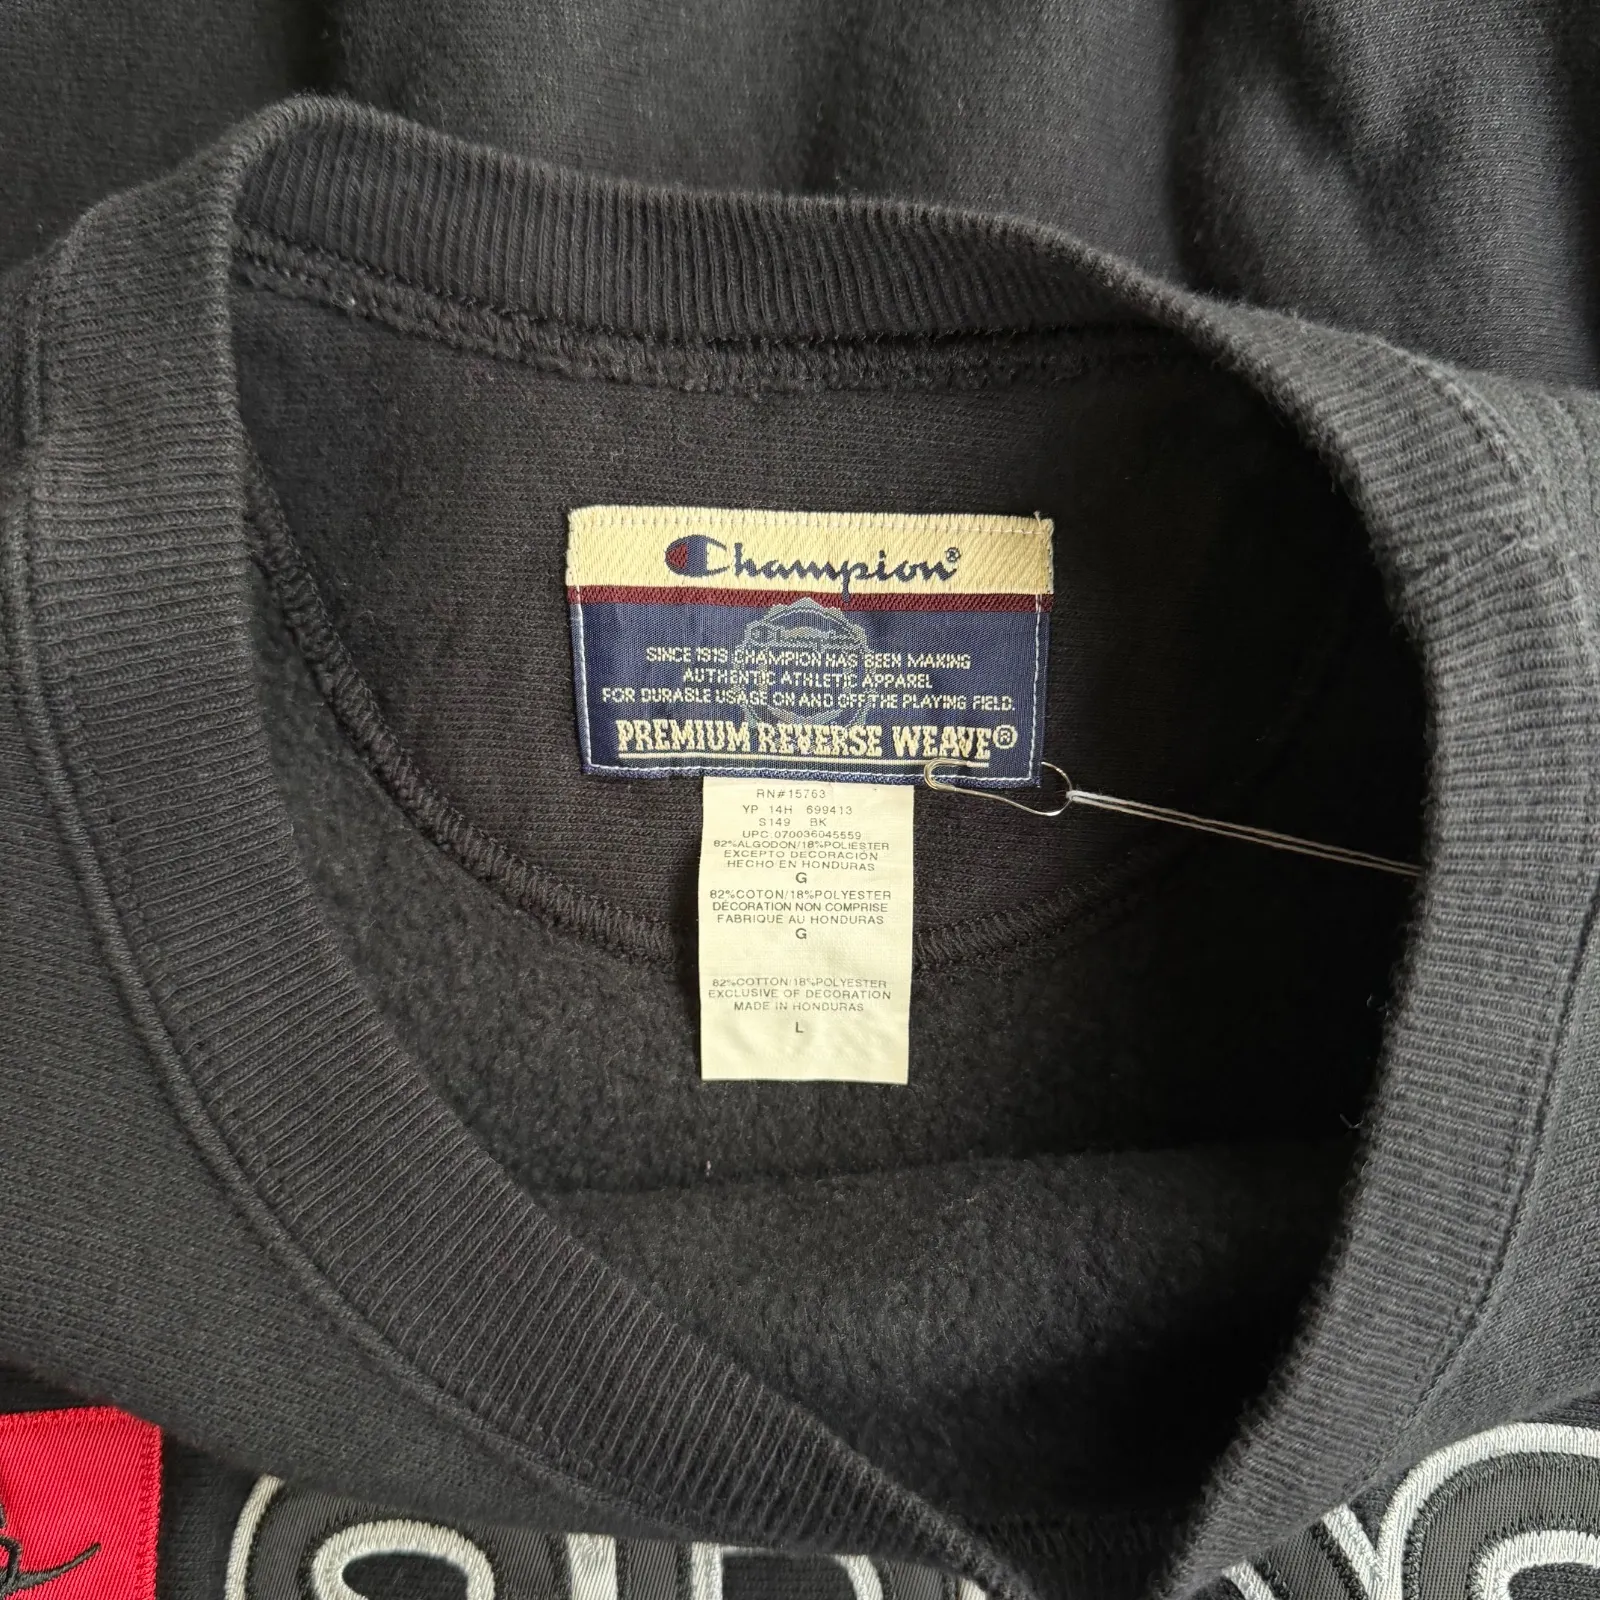 Champion®
SINCE 1919 CHAMPION HAS BEEN MAKING
AUTHENTIC ATHLETIC APPAREL
FOR DURABLE USAGE ON AND OFF THE PLAYING FIELD.
PREMIUM REVERSE WEAVE®
RN#15763
YP 14H 699413
S149 BK
UPC 070036045559
82%ALGODON/18%POLIESTER
EXCEPTO DECORACIÓN
HECHO EN HONDURAS
G
82%COTON/18%POLYESTER
DÉCORATION NON COMPRISE
FABRIQUÉ AU HONDURAS
G
82%COTTON/18%POLYESTER
EXCLUSIVE OF DECORATION
MADE IN HONDURAS
L